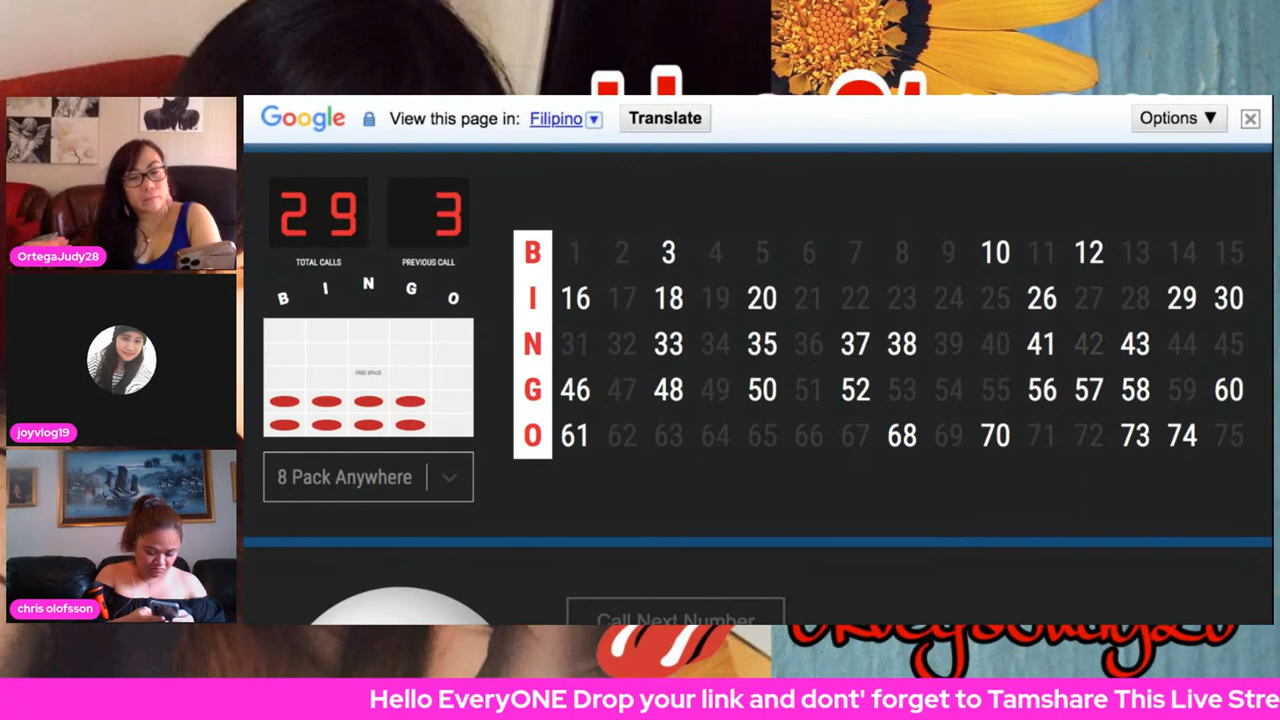 Google View this page in: Filipino Translate Options ▼
29 3
TOTAL CALLS PREVIOUS CALL
B I N G O
FREE SPACE
8 Pack Anywhere
B 1 2 3 4 5 6 7 8 9 10 11 12 13 14 15
I 16 17 18 19 20 21 22 23 24 25 26 27 28 29 30
N 31 32 33 34 35 36 37 38 39 40 41 42 43 44 45
G 46 47 48 49 50 51 52 53 54 55 56 57 58 59 60
O 61 62 63 64 65 66 67 68 69 70 71 72 73 74 75
Call Next Number
OrtegaJudy28
joyvlog19
chris olofsson
Hello EveryONE Drop your link and dont' forget to Tamshare This Live Stre